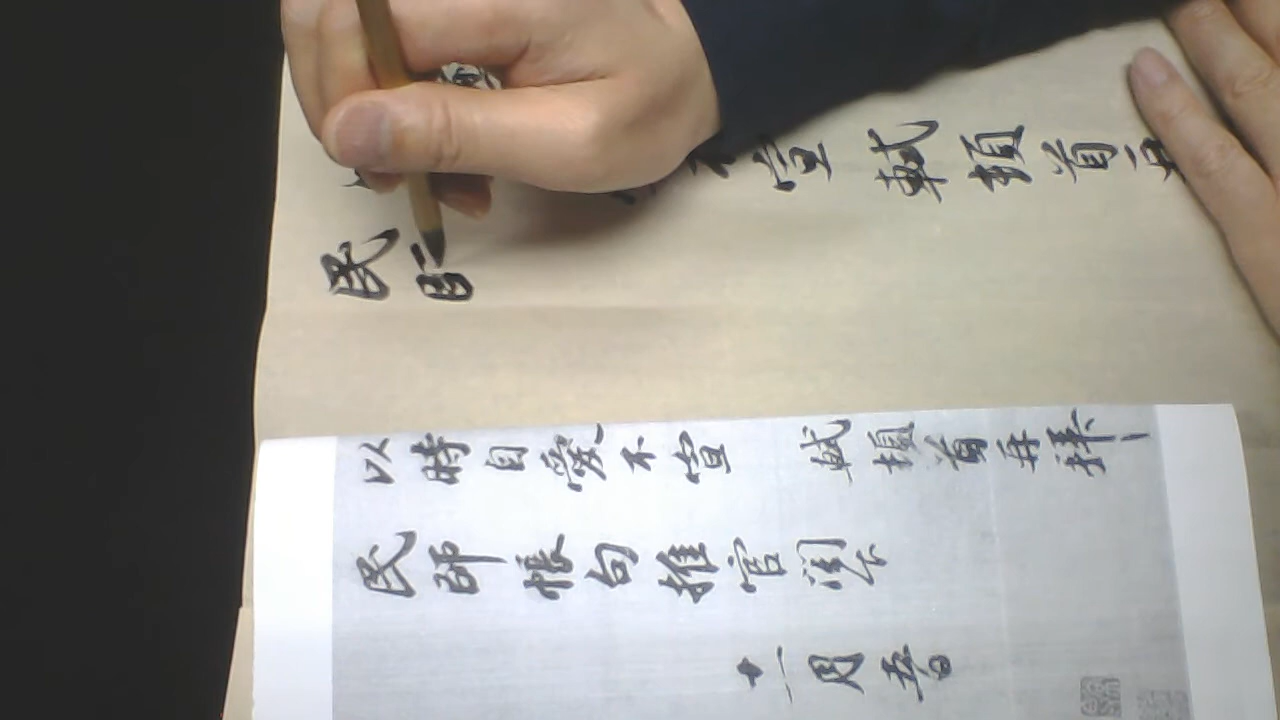 宣 軾頓首再
民
以時自愛不宣 軾頓首再拜
民師帳句推官閣下
十一月五日